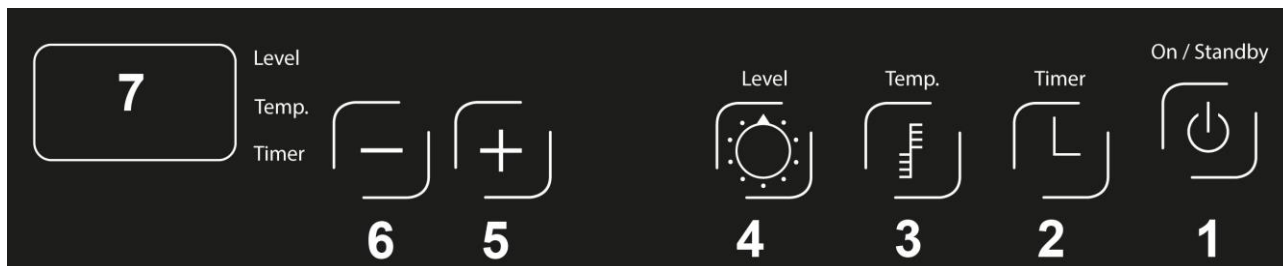 7
Level
Temp.
Timer
− +
Level Temp. Timer On / Standby
6 5 4 3 2 1